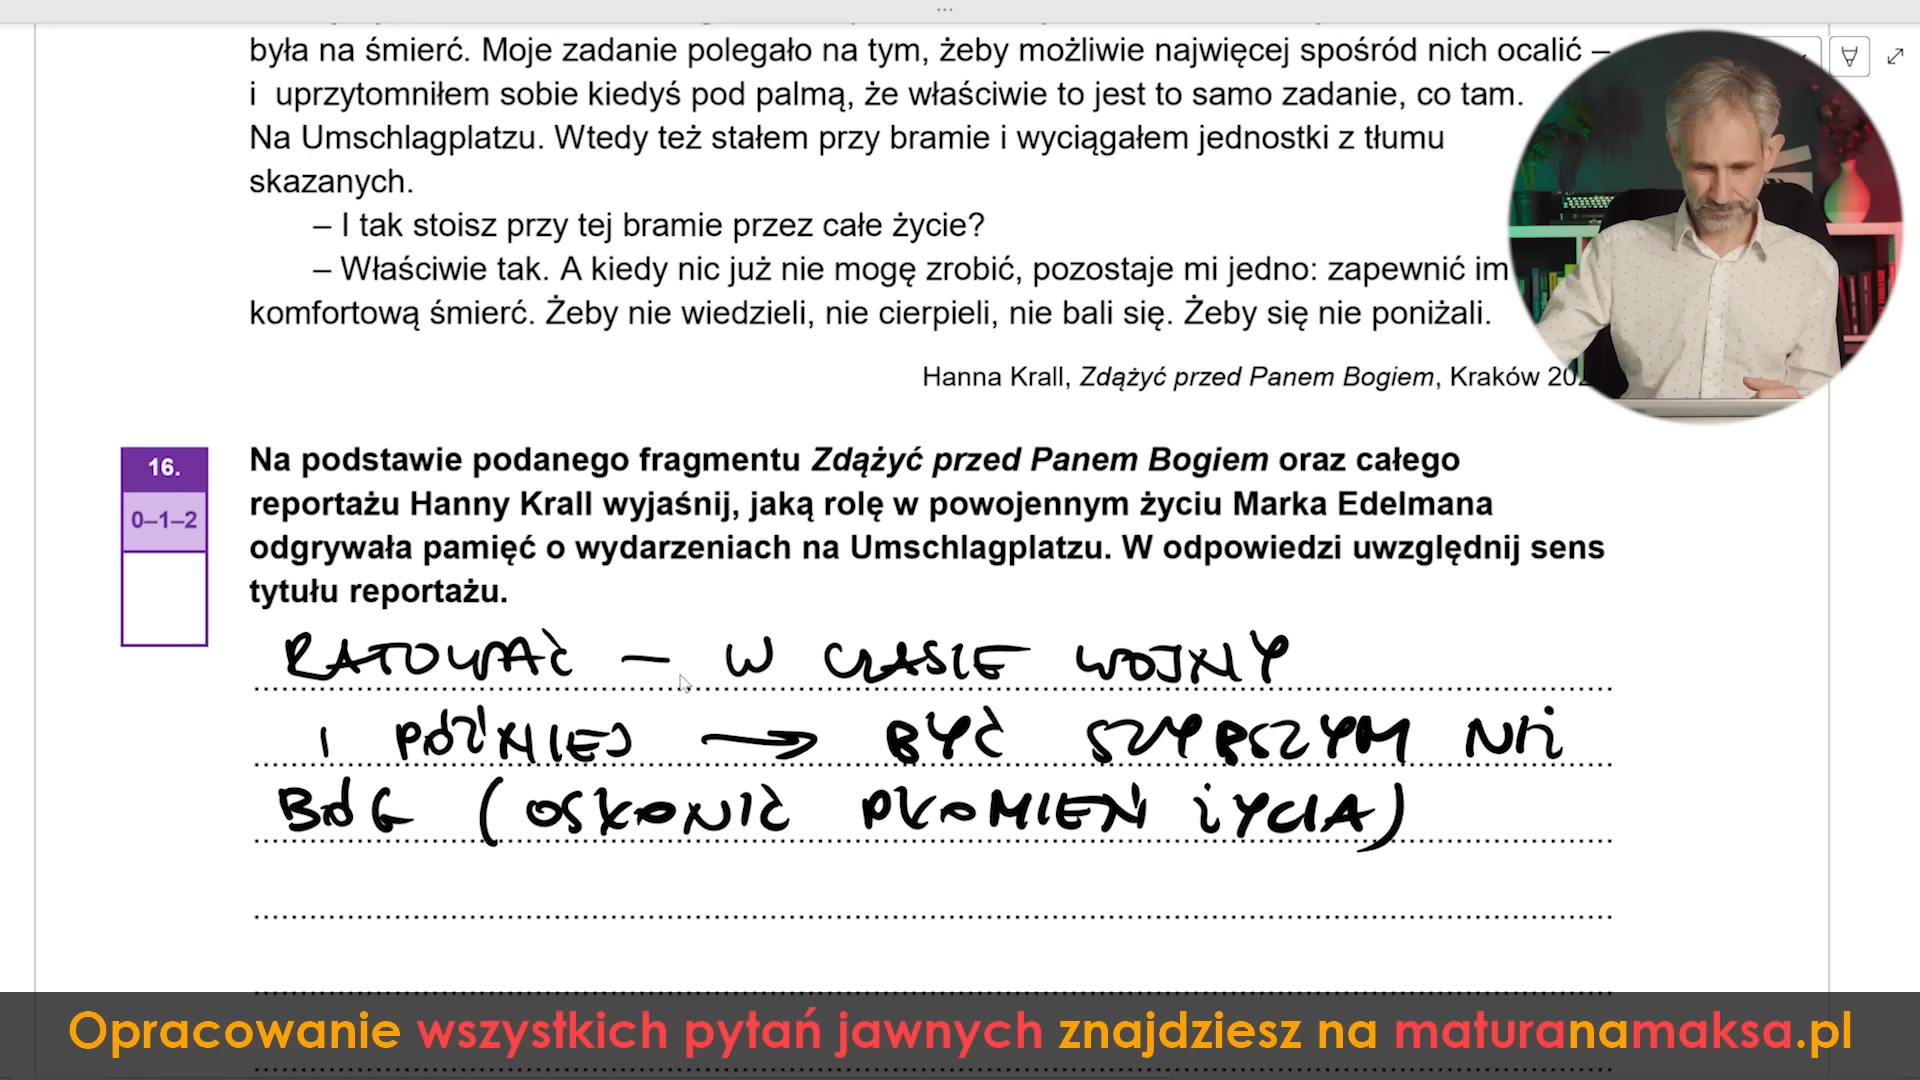 była na śmierć. Moje zadanie polegało na tym, żeby możliwie najwięcej spośród nich ocalić –
i uprzytomniłem sobie kiedyś pod palmą, że właściwie to jest to samo zadanie, co tam.
Na Umschlagplatzu. Wtedy też stałem przy bramie i wyciągałem jednostki z tłumu
skazanych.
– I tak stoisz przy tej bramie przez całe życie?
– Właściwie tak. A kiedy nic już nie mogę zrobić, pozostaje mi jedno: zapewnić im
komfortową śmierć. Żeby nie wiedzieli, nie cierpieli, nie bali się. Żeby się nie poniżali.
Hanna Krall, Zdążyć przed Panem Bogiem, Kraków
16.
0–1–2
Na podstawie podanego fragmentu Zdążyć przed Panem Bogiem oraz całego
reportażu Hanny Krall wyjaśnij, jaką rolę w powojennym życiu Marka Edelmana
odgrywała pamięć o wydarzeniach na Umschlagplatzu. W odpowiedzi uwzględnij sens
tytułu reportażu.
RATOWAĆ – W CZASIE WOJNY
I PÓŹNIEJ → BYĆ SZYBSZYM NIŻ
BÓG (OSŁONIĆ PŁOMIEŃ ŻYCIA)
Opracowanie wszystkich pytań jawnych znajdziesz na maturanamaksa.pl